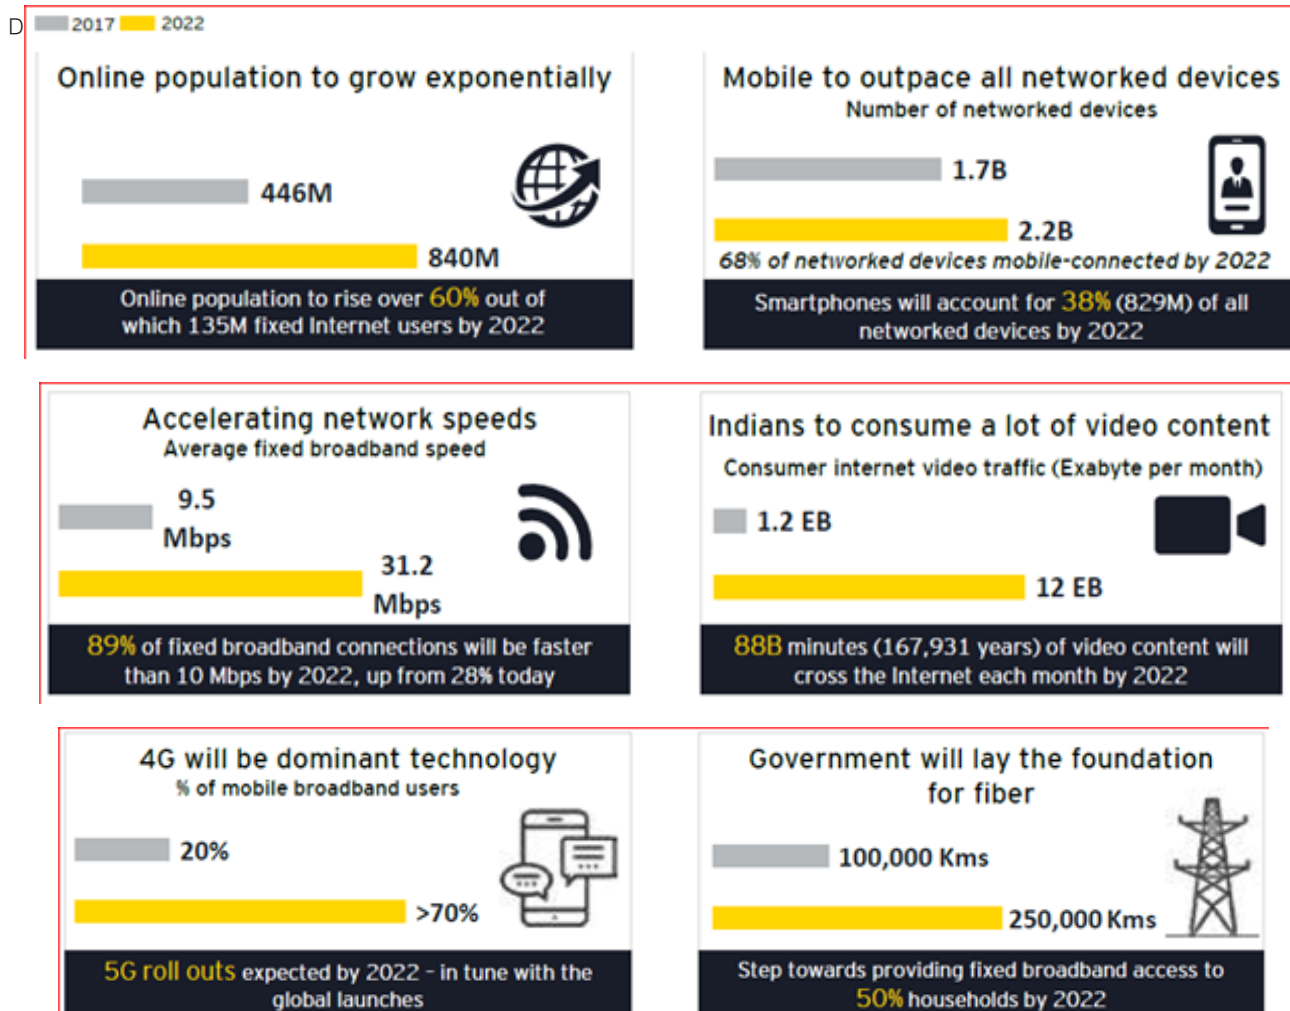 D
2017 2022
Online population to grow exponentially
446M
840M
Online population to rise over 60% out of
which 135M fixed Internet users by 2022
Mobile to outpace all networked devices
Number of networked devices
1.7B
2.2B
68% of networked devices mobile-connected by 2022
Smartphones will account for 38% (829M) of all
networked devices by 2022
Accelerating network speeds
Average fixed broadband speed
9.5
Mbps
31.2
Mbps
89% of fixed broadband connections will be faster
than 10 Mbps by 2022, up from 28% today
Indians to consume a lot of video content
Consumer internet video traffic (Exabyte per month)
1.2 EB
12 EB
88B minutes (167,931 years) of video content will
cross the Internet each month by 2022
4G will be dominant technology
% of mobile broadband users
20%
>70%
5G roll outs expected by 2022 - in tune with the
global launches
Government will lay the foundation
for fiber
100,000 Kms
250,000 Kms
Step towards providing fixed broadband access to
50% households by 2022